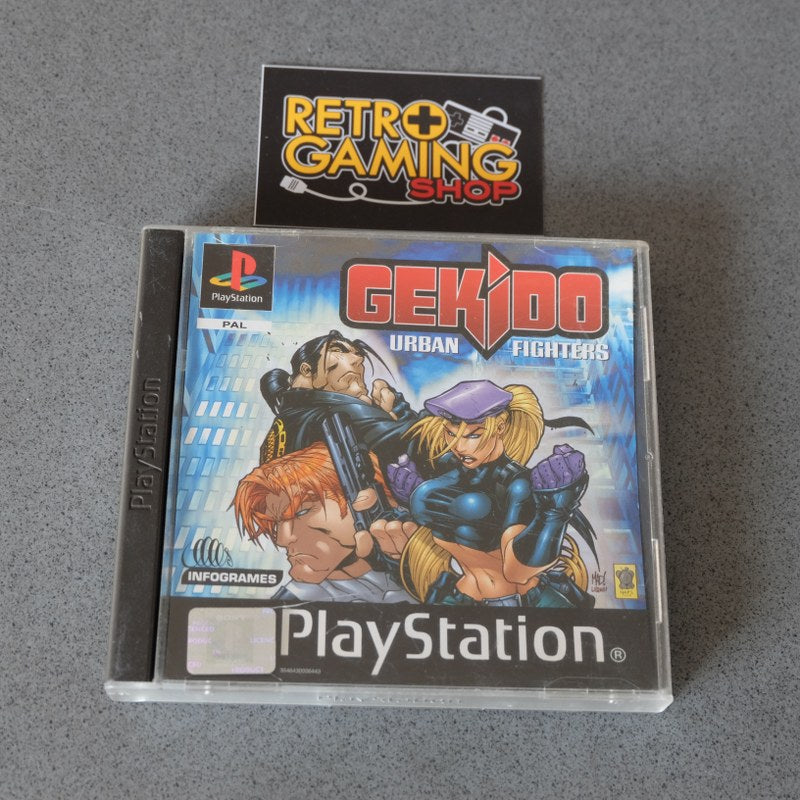 RETRO
GAMING
SHOP
PlayStation
PAL
GEKIDO
URBAN FIGHTERS
PlayStation
INFOGRAMES
PlayStation®